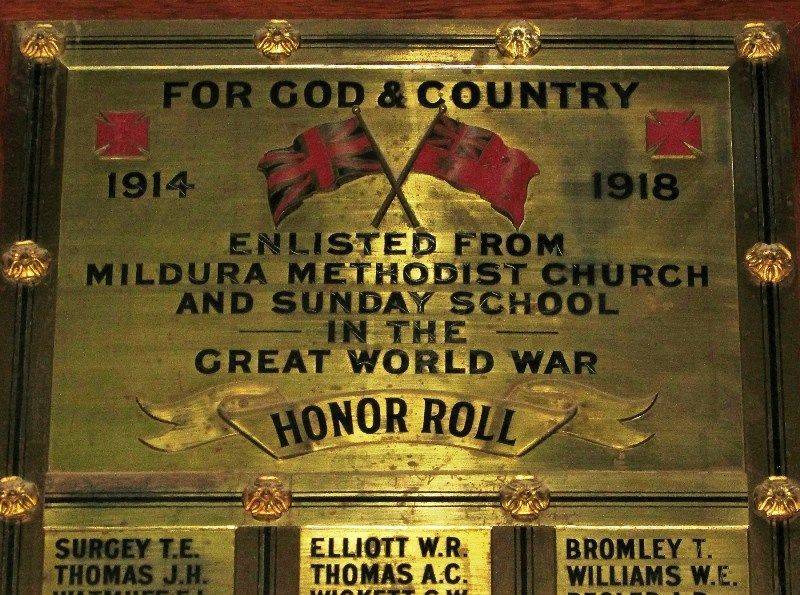 FOR GOD & COUNTRY
1914 1918
ENLISTED FROM
MILDURA METHODIST CHURCH
AND SUNDAY SCHOOL
IN THE
GREAT WORLD WAR
HONOR ROLL
SURGEY T.E.
THOMAS J.H.
ELLIOTT W.R.
THOMAS A.C.
BROMLEY T.
WILLIAMS W.E.